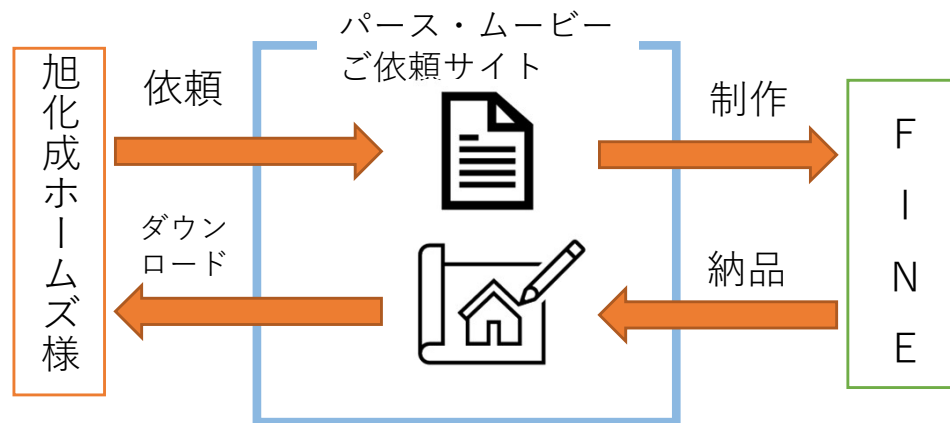 パース・ムービー
ご依頼サイト
旭化成ホームズ様
依頼
制作
FINE
ダウン
ロード
納品